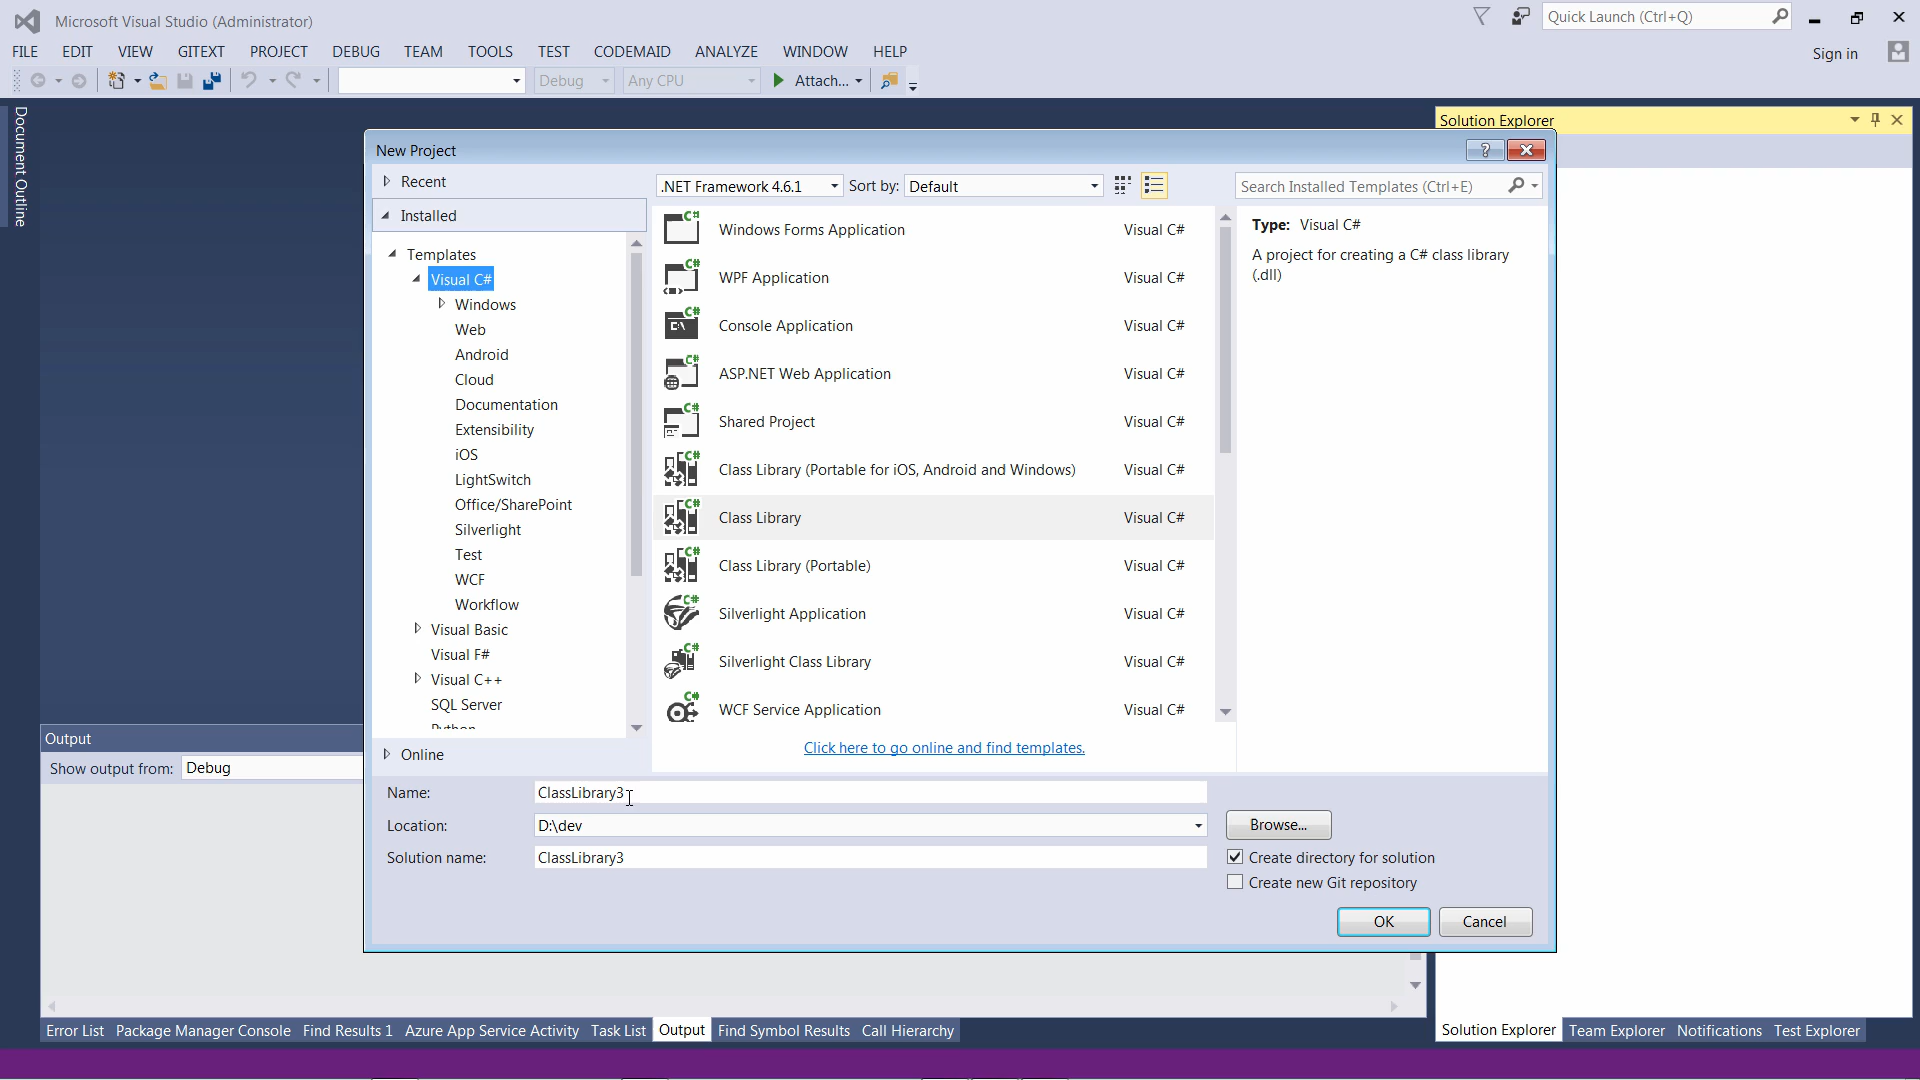 Microsoft Visual Studio (Administrator)
Quick Launch (Ctrl+Q)
FILE EDIT VIEW GITEXT PROJECT DEBUG TEAM TOOLS TEST CODEMAID ANALYZE WINDOW HELP
Sign in
Debug Any CPU Attach...
Document Outline
Solution Explorer
New Project
Recent
Installed
.NET Framework 4.6.1 Sort by: Default
Search Installed Templates (Ctrl+E)
Templates
Visual C#
Windows
Web
Android
Cloud
Documentation
Extensibility
iOS
LightSwitch
Office/SharePoint
Silverlight
Test
WCF
Workflow
Visual Basic
Visual F#
Visual C++
SQL Server
Python
Online
Windows Forms Application Visual C#
WPF Application Visual C#
Console Application Visual C#
ASP.NET Web Application Visual C#
Shared Project Visual C#
Class Library (Portable for iOS, Android and Windows) Visual C#
Class Library Visual C#
Class Library (Portable) Visual C#
Silverlight Application Visual C#
Silverlight Class Library Visual C#
WCF Service Application Visual C#
Click here to go online and find templates.
Type: Visual C#
A project for creating a C# class library
(.dll)
Name: ClassLibrary3
Location: D:\dev
Browse...
Solution name: ClassLibrary3
Create directory for solution
Create new Git repository
OK Cancel
Output
Show output from: Debug
Error List Package Manager Console Find Results 1 Azure App Service Activity Task List Output Find Symbol Results Call Hierarchy
Solution Explorer Team Explorer Notifications Test Explorer